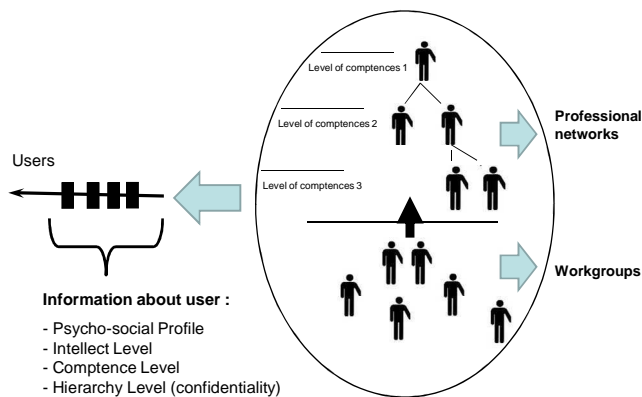 Level of comptences 1
Level of comptences 2
Professional
networks
Users
Level of comptences 3
Workgroups
Information about user :
- Psycho-social Profile
- Intellect Level
- Comptence Level
- Hierarchy Level (confidentiality)